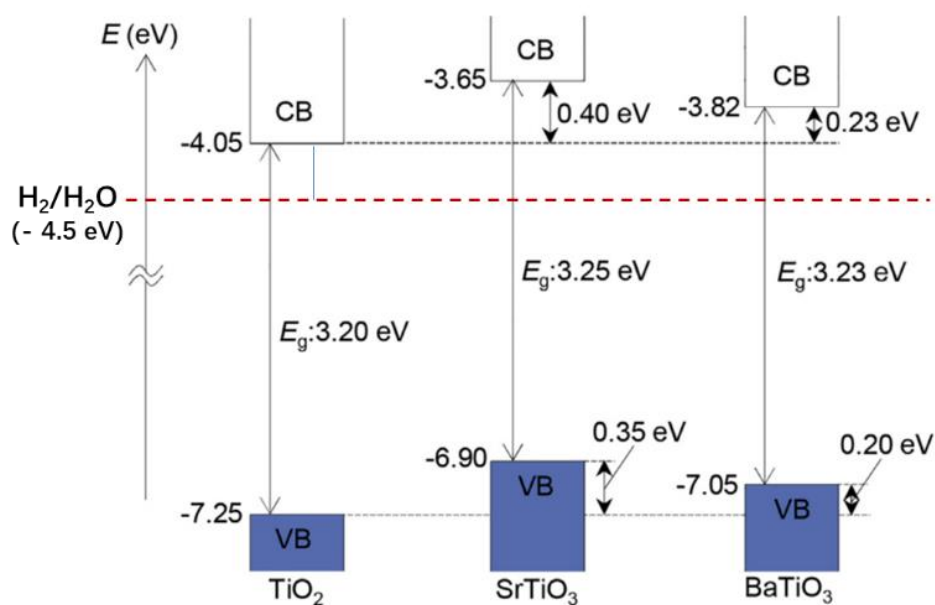 E (eV)
CB
CB
CB
-3.65
0.40 eV
-3.82
0.23 eV
-4.05
H₂/H₂O
(- 4.5 eV)
Eg:3.20 eV
Eg:3.25 eV
Eg:3.23 eV
0.35 eV
0.20 eV
-6.90
-7.05
-7.25
VB
VB
VB
TiO₂
SrTiO₃
BaTiO₃